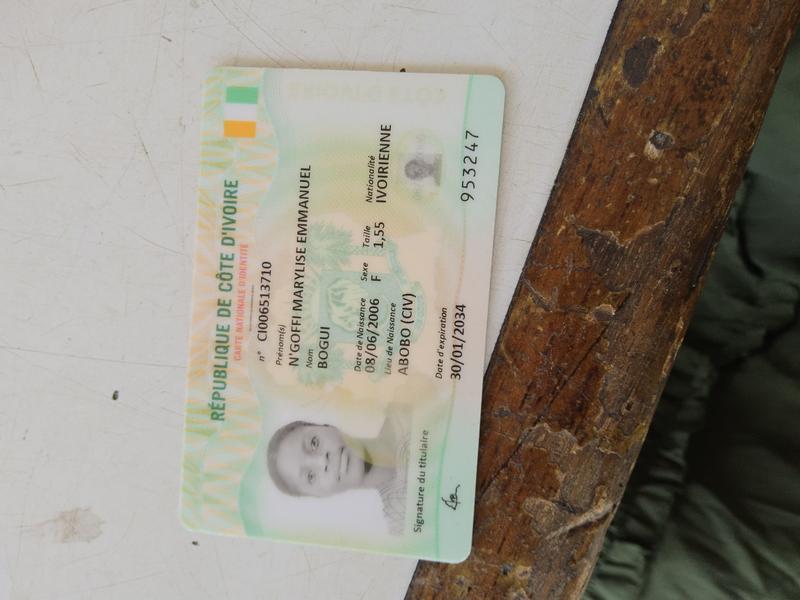 RÉPUBLIQUE DE CÔTE D'IVOIRE
CARTE NATIONALE D'IDENTITÉ
n° CI006513710
Prénom(s)
N'GOFFI MARYLISE EMMANUEL
Nom
BOGUI
Date de Naissance Sexe Taille Nationalité
08/06/2006 F 1,55 IVOIRIENNE
Lieu de Naissance
ABOBO (CIV)
Date d'expiration
30/01/2034
953247
Signature du titulaire
CÔTE D'IVOIRE